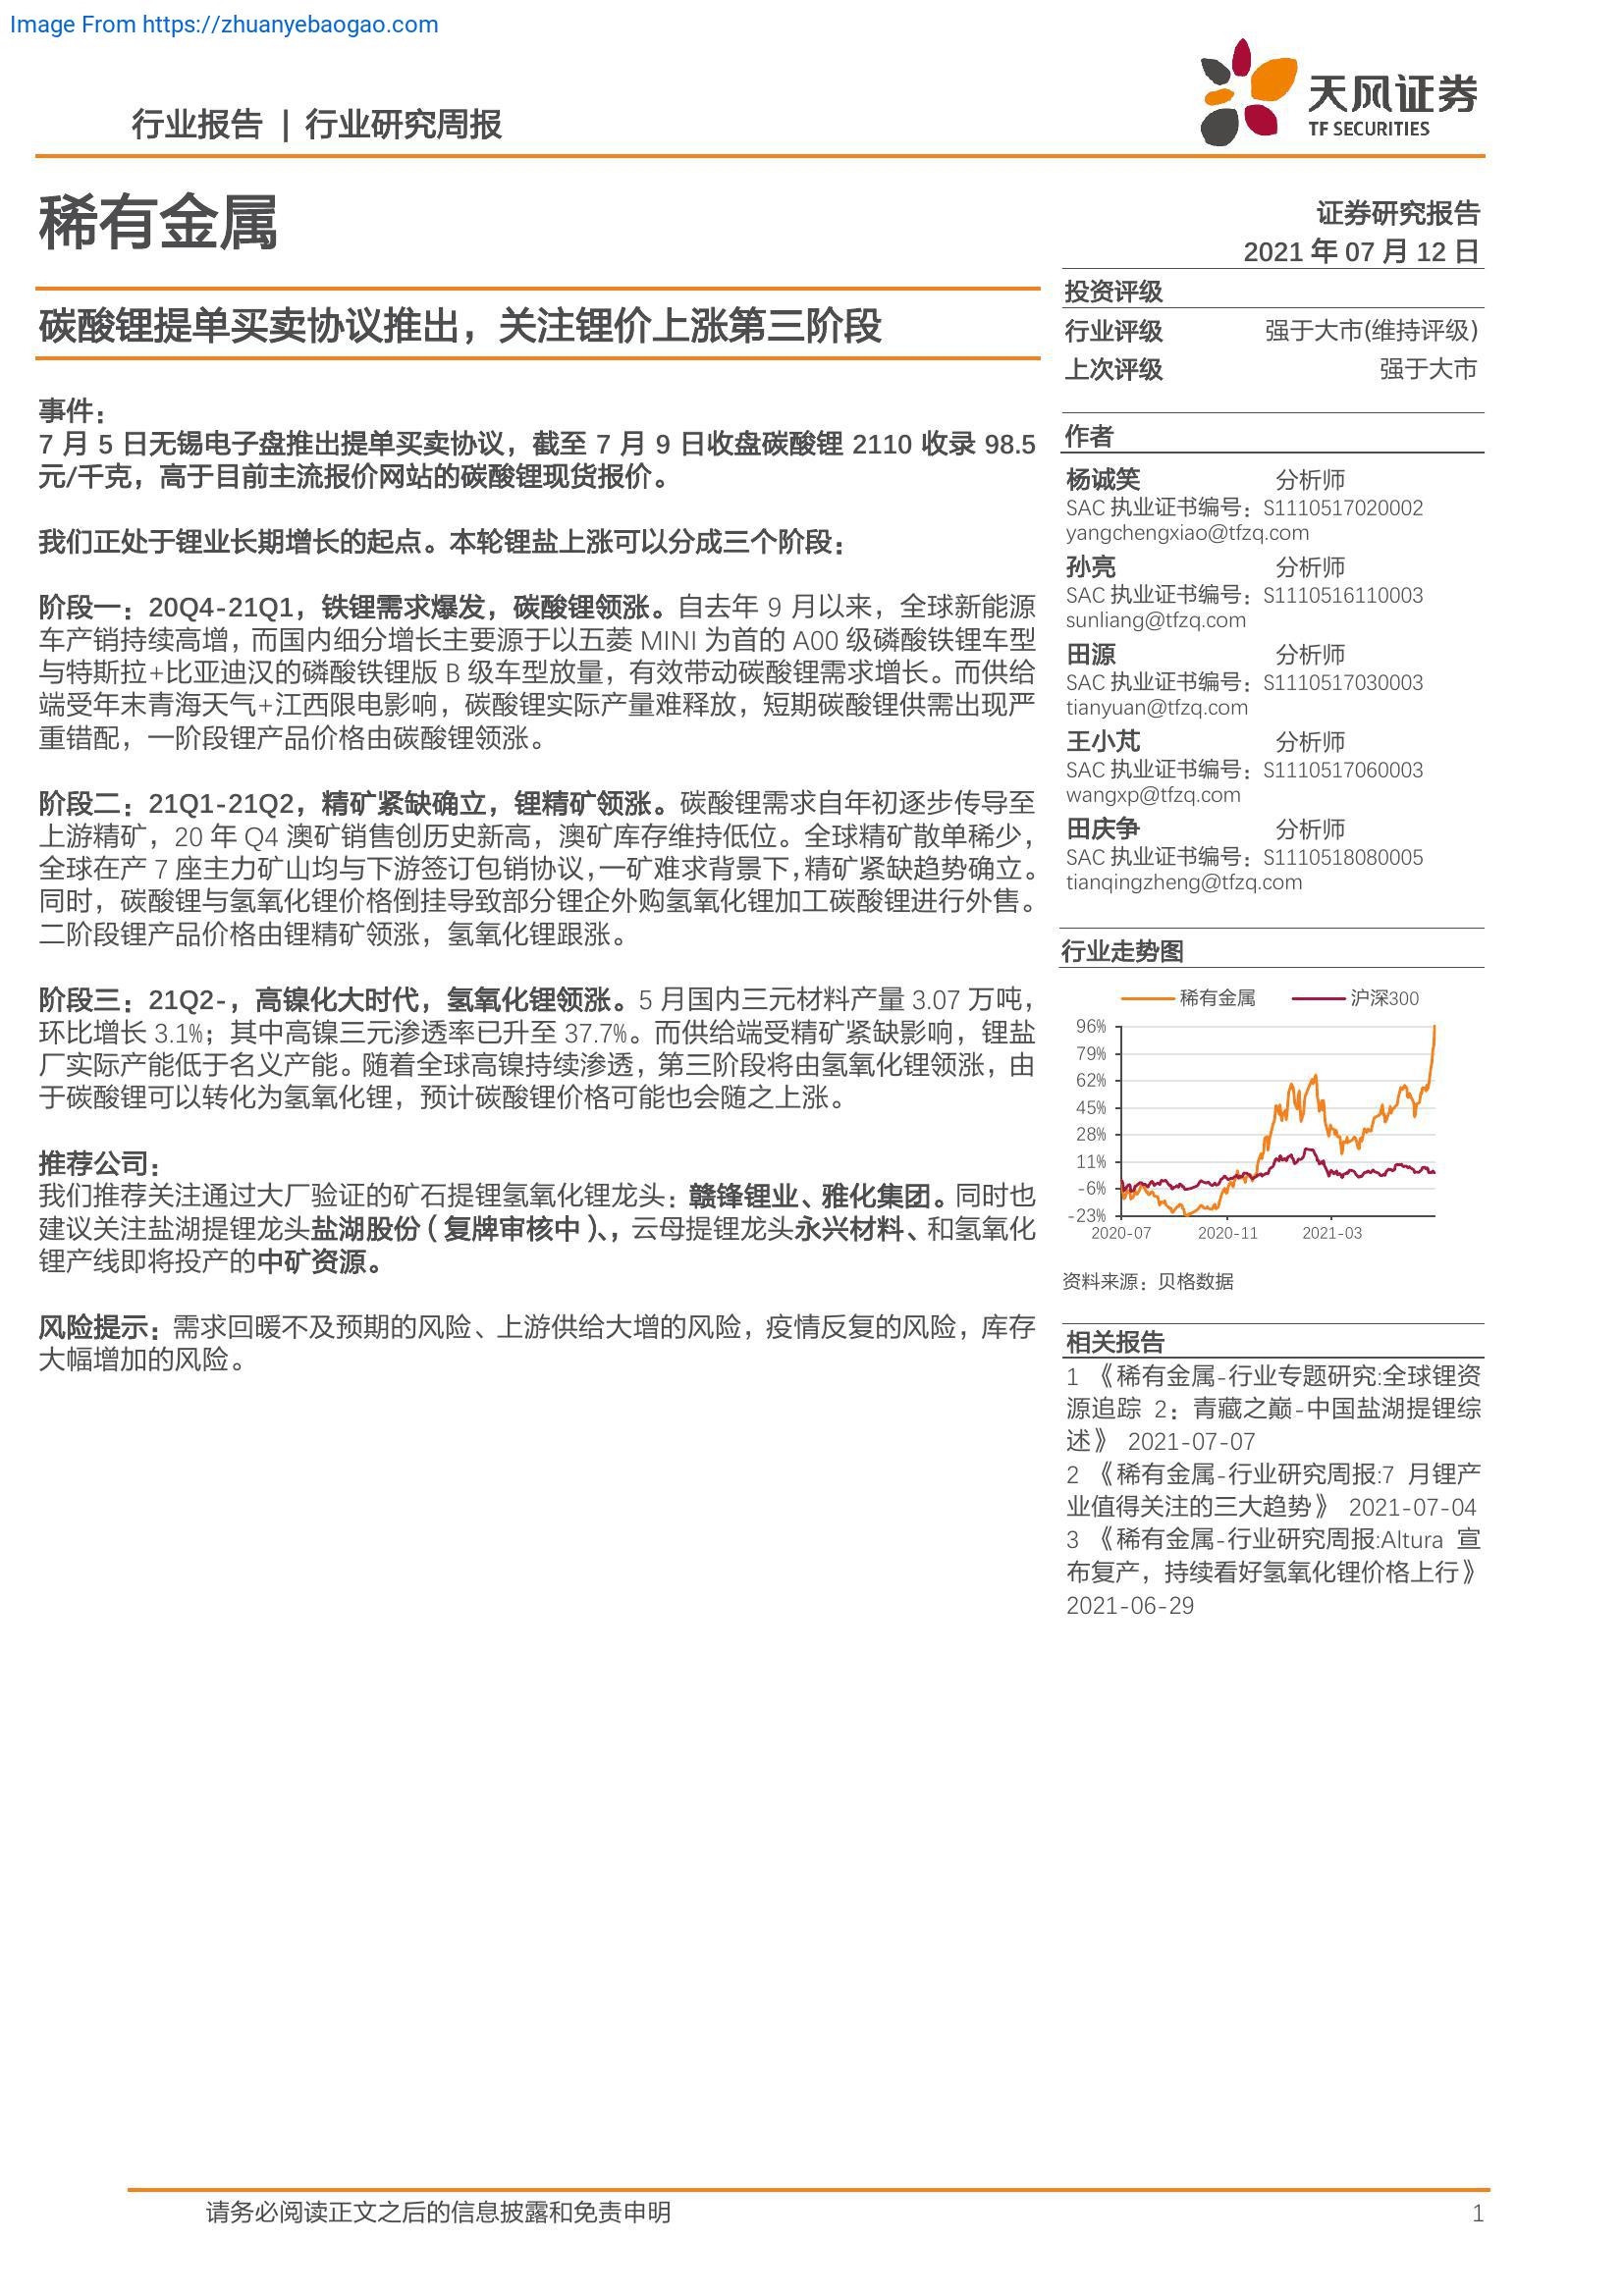 Image From https://zhuanyebaogao.com
行业报告 | 行业研究周报
天风证券
TF SECURITIES
稀有金属
证券研究报告
2021 年 07 月 12 日
碳酸锂提单买卖协议推出，关注锂价上涨第三阶段
事件：
7 月 5 日无锡电子盘推出提单买卖协议，截至 7 月 9 日收盘碳酸锂 2110 收录 98.5
元/千克，高于目前主流报价网站的碳酸锂现货报价。
我们正处于锂业长期增长的起点。本轮锂盐上涨可以分成三个阶段：
阶段一：20Q4-21Q1，铁锂需求爆发，碳酸锂领涨。自去年 9 月以来，全球新能源
车产销持续高增，而国内细分增长主要源于以五菱 MINI 为首的 A00 级磷酸铁锂车型
与特斯拉+比亚迪汉的磷酸铁锂版 B 级车型放量，有效带动碳酸锂需求增长。而供给
端受年末青海天气+江西限电影响，碳酸锂实际产量难释放，短期碳酸锂供需出现严
重错配，一阶段锂产品价格由碳酸锂领涨。
阶段二：21Q1-21Q2，精矿紧缺确立，锂精矿领涨。碳酸锂需求自年初逐步传导至
上游精矿，20 年 Q4 澳矿销售创历史新高，澳矿库存维持低位。全球精矿散单稀少，
全球在产 7 座主力矿山均与下游签订包销协议，一矿难求背景下，精矿紧缺趋势确立。
同时，碳酸锂与氢氧化锂价格倒挂导致部分锂企外购氢氧化锂加工碳酸锂进行外售。
二阶段锂产品价格由锂精矿领涨，氢氧化锂跟涨。
阶段三：21Q2-，高镍化大时代，氢氧化锂领涨。5 月国内三元材料产量 3.07 万吨，
环比增长 3.1%；其中高镍三元渗透率已升至 37.7%。而供给端受精矿紧缺影响，锂盐
厂实际产能低于名义产能。随着全球高镍持续渗透，第三阶段将由氢氧化锂领涨，由
于碳酸锂可以转化为氢氧化锂，预计碳酸锂价格可能也会随之上涨。
推荐公司：
我们推荐关注通过大厂验证的矿石提锂氢氧化锂龙头：赣锋锂业、雅化集团。同时也
建议关注盐湖提锂龙头盐湖股份（复牌审核中）、，云母提锂龙头永兴材料、和氢氧化
锂产线即将投产的中矿资源。
风险提示：需求回暖不及预期的风险、上游供给大增的风险，疫情反复的风险，库存
大幅增加的风险。
投资评级
行业评级 强于大市(维持评级)
上次评级 强于大市
作者
杨诚笑 分析师
SAC 执业证书编号：S1110517020002
yangchengxiao@tfzq.com
孙亮 分析师
SAC 执业证书编号：S1110516110003
sunliang@tfzq.com
田源 分析师
SAC 执业证书编号：S1110517030003
tianyuan@tfzq.com
王小芃 分析师
SAC 执业证书编号：S1110517060003
wangxp@tfzq.com
田庆争 分析师
SAC 执业证书编号：S1110518080005
tianqingzheng@tfzq.com
行业走势图
稀有金属 沪深300
96%
79%
62%
45%
28%
11%
-6%
-23%
2020-07 2020-11 2021-03
资料来源：贝格数据
相关报告
1 《稀有金属-行业专题研究:全球锂资
源追踪 2：青藏之巅-中国盐湖提锂综
述》 2021-07-07
2 《稀有金属-行业研究周报:7 月锂产
业值得关注的三大趋势》 2021-07-04
3 《稀有金属-行业研究周报:Altura 宣
布复产，持续看好氢氧化锂价格上行》
2021-06-29
请务必阅读正文之后的信息披露和免责申明 1